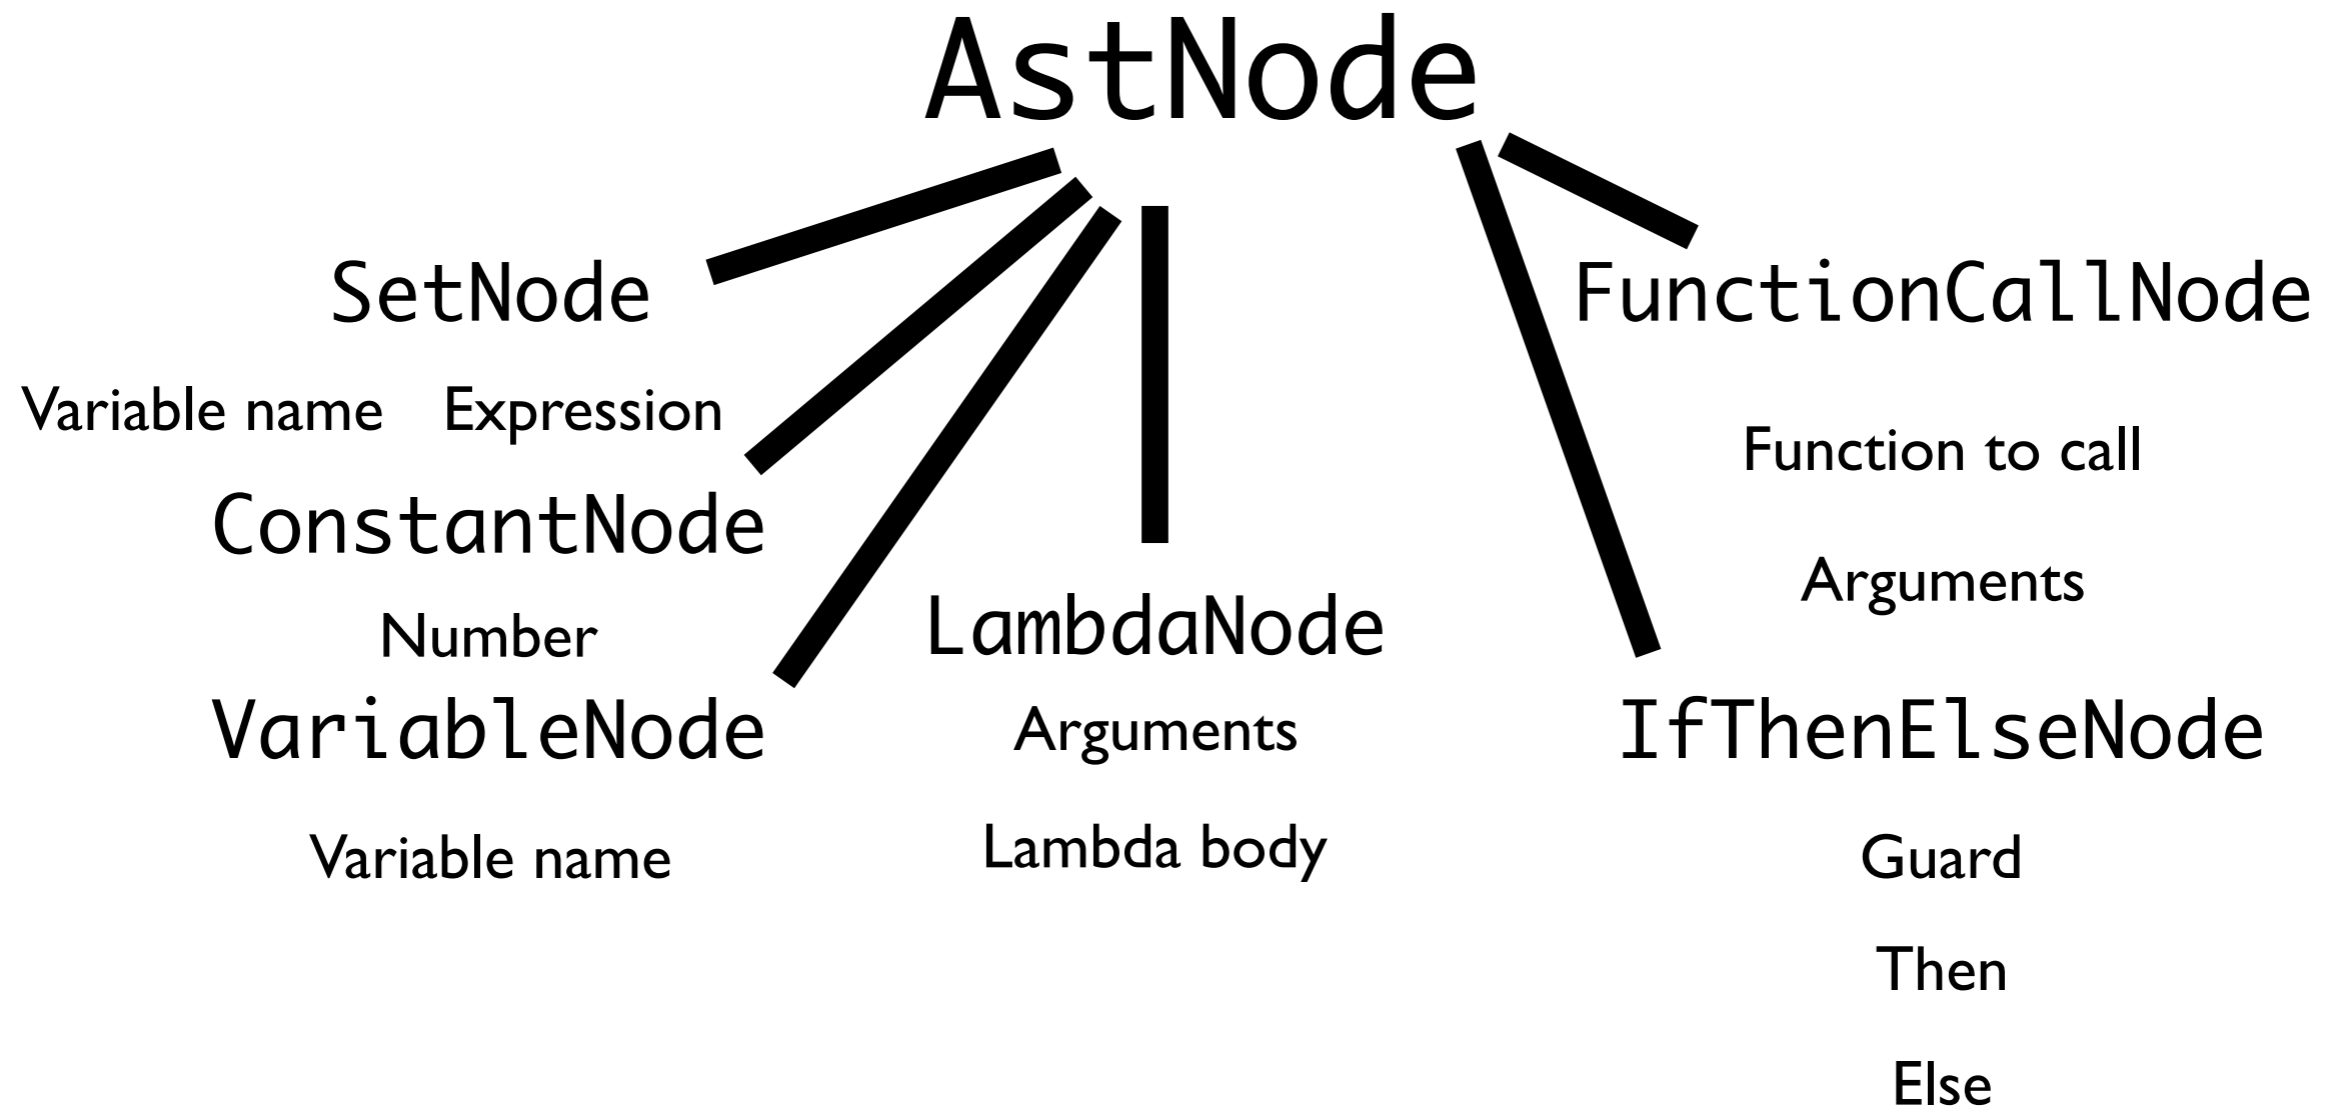 AstNode
SetNode
Variable name Expression
ConstantNode
Number
VariableNode
Variable name
LambdaNode
Arguments
Lambda body
FunctionCallNode
Function to call
Arguments
IfThenElseNode
Guard
Then
Else